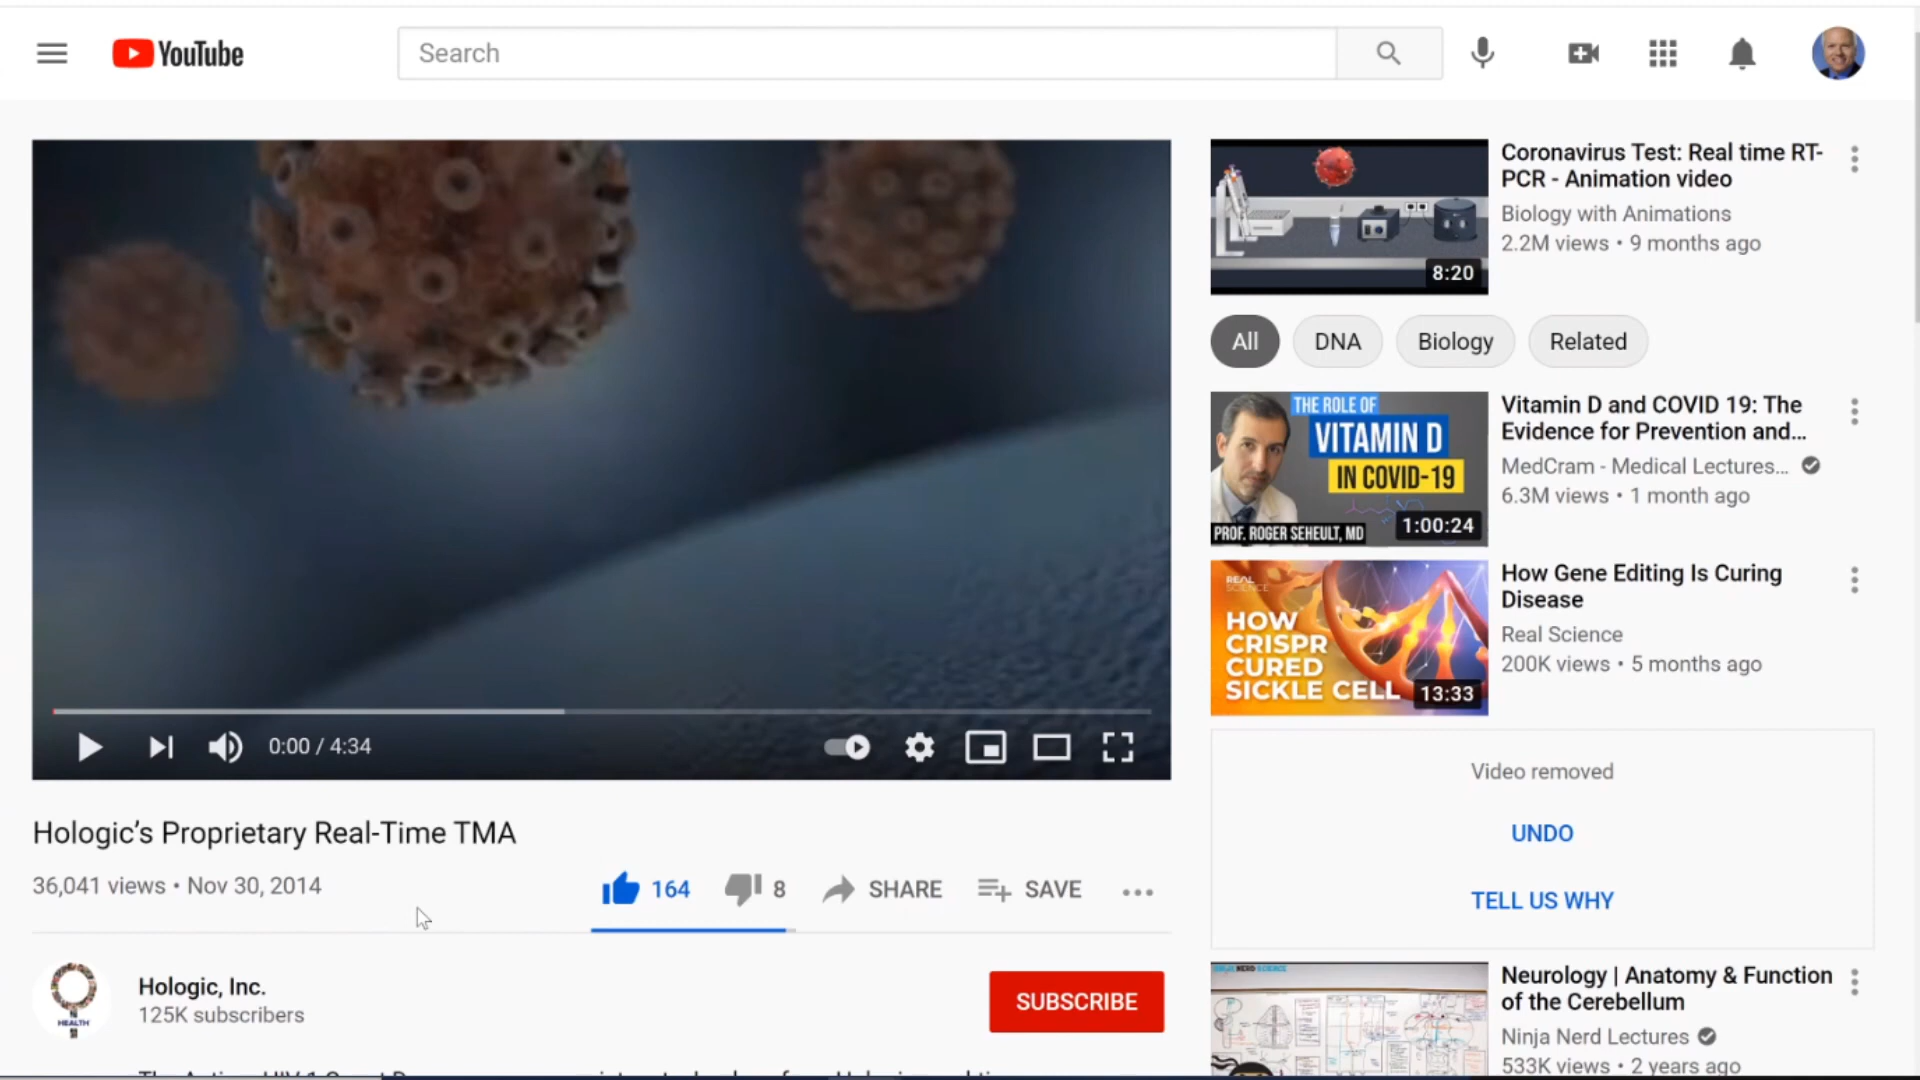 YouTube
Search
Coronavirus Test: Real time RT-
PCR - Animation video
Biology with Animations
2.2M views • 9 months ago
8:20
All
DNA
Biology
Related
THE ROLE OF
VITAMIN D
IN COVID-19
PROF. ROGER SEHEULT, MD
1:00:24
Vitamin D and COVID 19: The
Evidence for Prevention and...
MedCram - Medical Lectures...
6.3M views • 1 month ago
REAL
SCIENCE
HOW
CRISPR
CURED
SICKLE CELL
13:33
How Gene Editing Is Curing
Disease
Real Science
200K views • 5 months ago
0:00 / 4:34
Video removed
UNDO
TELL US WHY
Hologic’s Proprietary Real-Time TMA
36,041 views • Nov 30, 2014
164
8
SHARE
SAVE
Hologic, Inc.
125K subscribers
HEALTH
SUBSCRIBE
NERD SCIENCE
Neurology | Anatomy & Function
of the Cerebellum
Ninja Nerd Lectures
533K views • 2 years ago